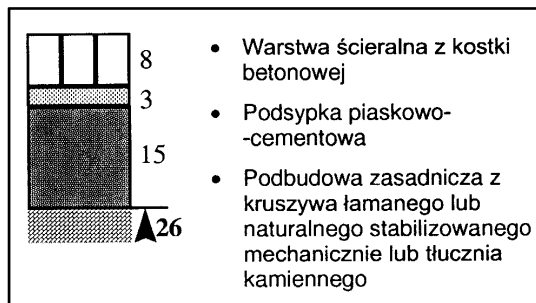 8
3
15
26
• Warstwa ścieralna z kostki
betonowej
• Podsypka piaskowo-
-cementowa
• Podbudowa zasadnicza z
kruszywa łamanego lub
naturalnego stabilizowanego
mechanicznie lub tłucznia
kamiennego